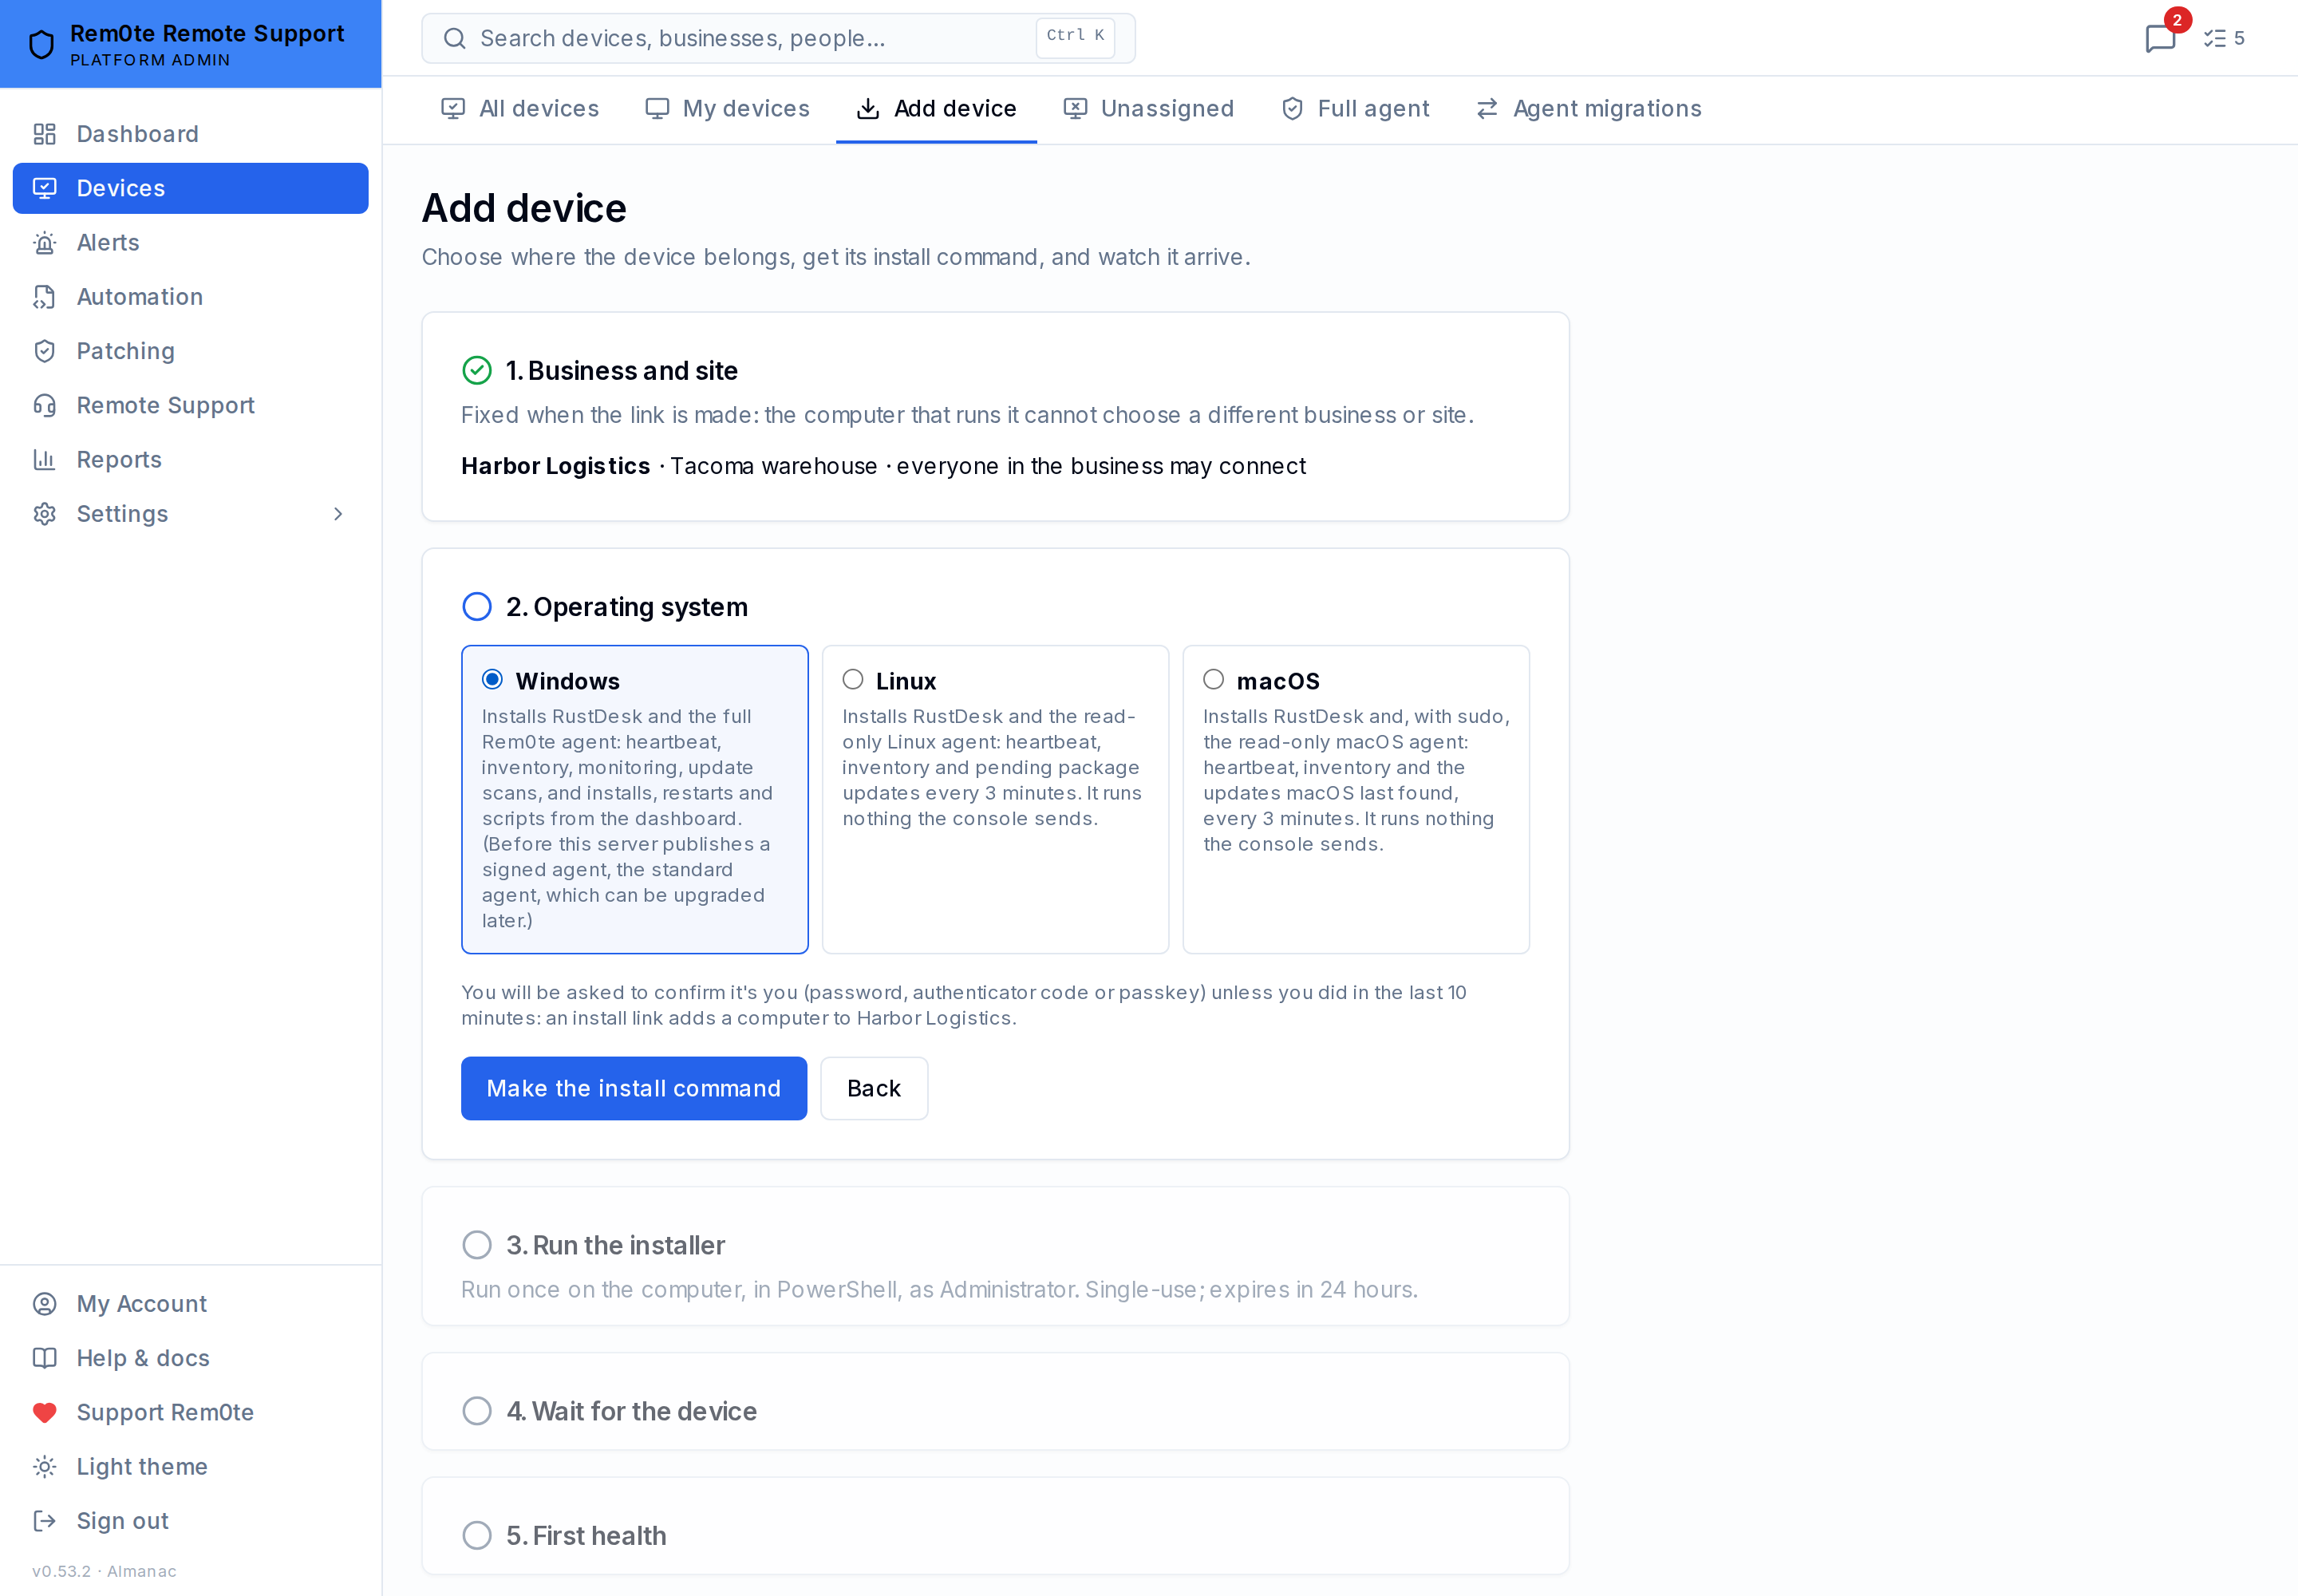 Rem0te Remote Support
PLATFORM ADMIN
Search devices, businesses, people...
Ctrl K
2
5
Dashboard
Devices
Alerts
Automation
Patching
Remote Support
Reports
Settings
All devices
My devices
Add device
Unassigned
Full agent
Agent migrations
Add device
Choose where the device belongs, get its install command, and watch it arrive.
1. Business and site
Fixed when the link is made: the computer that runs it cannot choose a different business or site.
Harbor Logistics · Tacoma warehouse · everyone in the business may connect
2. Operating system
Windows
Installs RustDesk and the full
Rem0te agent: heartbeat,
inventory, monitoring, update
scans, and installs, restarts and
scripts from the dashboard.
(Before this server publishes a
signed agent, the standard
agent, which can be upgraded
later.)
Linux
Installs RustDesk and the read-
only Linux agent: heartbeat,
inventory and pending package
updates every 3 minutes. It runs
nothing the console sends.
macOS
Installs RustDesk and, with sudo,
the read-only macOS agent:
heartbeat, inventory and the
updates macOS last found,
every 3 minutes. It runs nothing
the console sends.
You will be asked to confirm it's you (password, authenticator code or passkey) unless you did in the last 10
minutes: an install link adds a computer to Harbor Logistics.
Make the install command
Back
3. Run the installer
Run once on the computer, in PowerShell, as Administrator. Single-use; expires in 24 hours.
4. Wait for the device
5. First health
My Account
Help & docs
Support Rem0te
Light theme
Sign out
v0.53.2 · Almanac